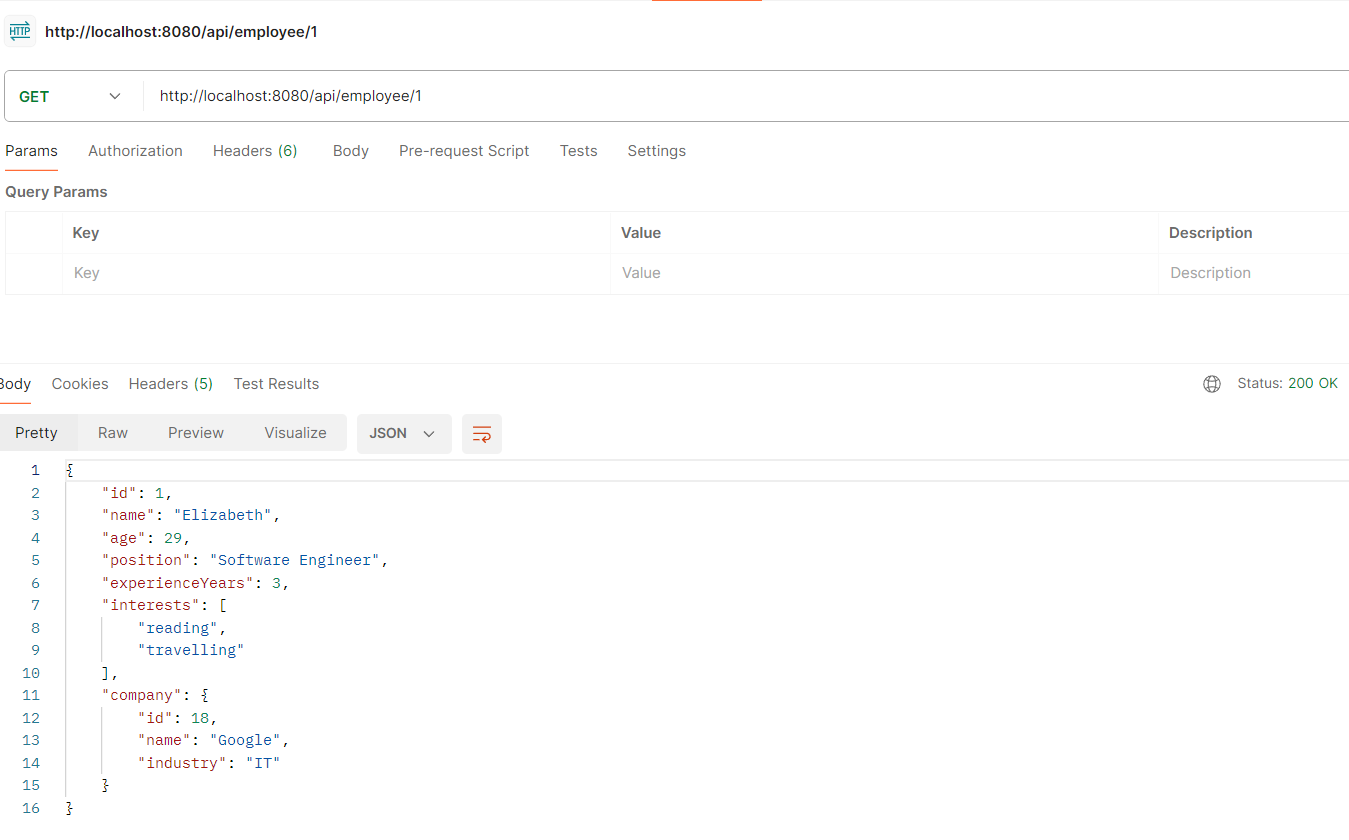 HTTP http://localhost:8080/api/employee/1
GET http://localhost:8080/api/employee/1
Params Authorization Headers (6) Body Pre-request Script Tests Settings
Query Params
Key Value Description
Key Value Description
Body Cookies Headers (5) Test Results Status: 200 OK
Pretty Raw Preview Visualize JSON
1 {
2 "id": 1,
3 "name": "Elizabeth",
4 "age": 29,
5 "position": "Software Engineer",
6 "experienceYears": 3,
7 "interests": [
8 "reading",
9 "travelling"
10 ],
11 "company": {
12 "id": 18,
13 "name": "Google",
14 "industry": "IT"
15 }
16 }